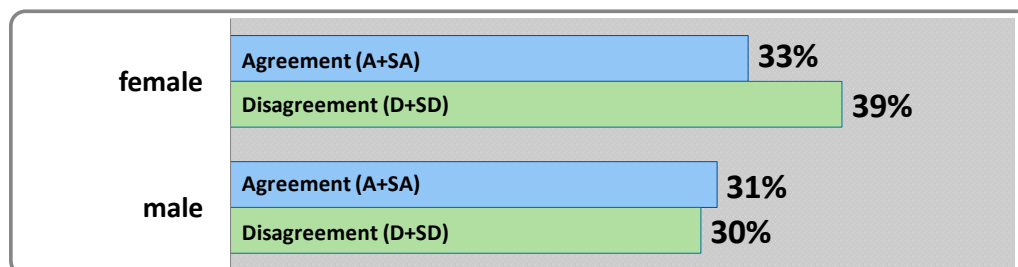 female
Agreement (A+SA) 33%
Disagreement (D+SD) 39%
male
Agreement (A+SA) 31%
Disagreement (D+SD) 30%